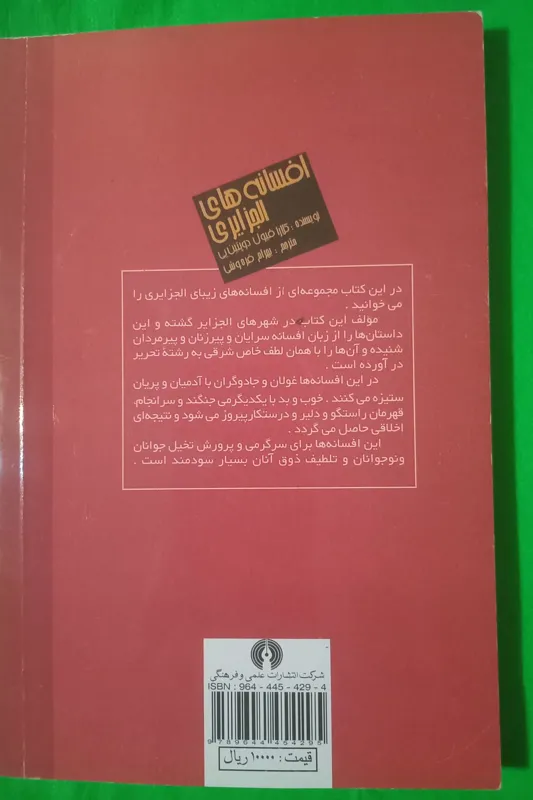 افسانه های
الجزایری
نویسنده :
مترجم : بهرام فره‌وشی
در این کتاب مجموعه‌ای از افسانه‌های زیبای الجزایری را
می خوانید .
مؤلف این کتاب در شهرهای الجزایر گشته و این
داستان‌ها را از زبان افسانه سرایان و پیرزنان و پیرمردان
شنیده و آن‌ها را با همان لطف خاص شرقی به رشتهٔ تحریر
در آورده است .
در این افسانه‌ها غولان و جادوگران با آدمیان و پریان
ستیزه می کنند . خوب و بد با یکدیگر می جنگند و سرانجام،
قهرمان راستگو و دلیر و درستکار پیروز می شود و نتیجه‌ای
اخلاقی حاصل می گردد .
این افسانه‌ها برای سرگرمی و پرورش تخیل جوانان
ونوجوانان و تلطیف ذوق آنان بسیار سودمند است .
شرکت انتشارات علمی و فرهنگی
ISBN : 964 - 445 - 429 - 4
9789644454295
قیمت : ۱۰۰۰۰ ریال